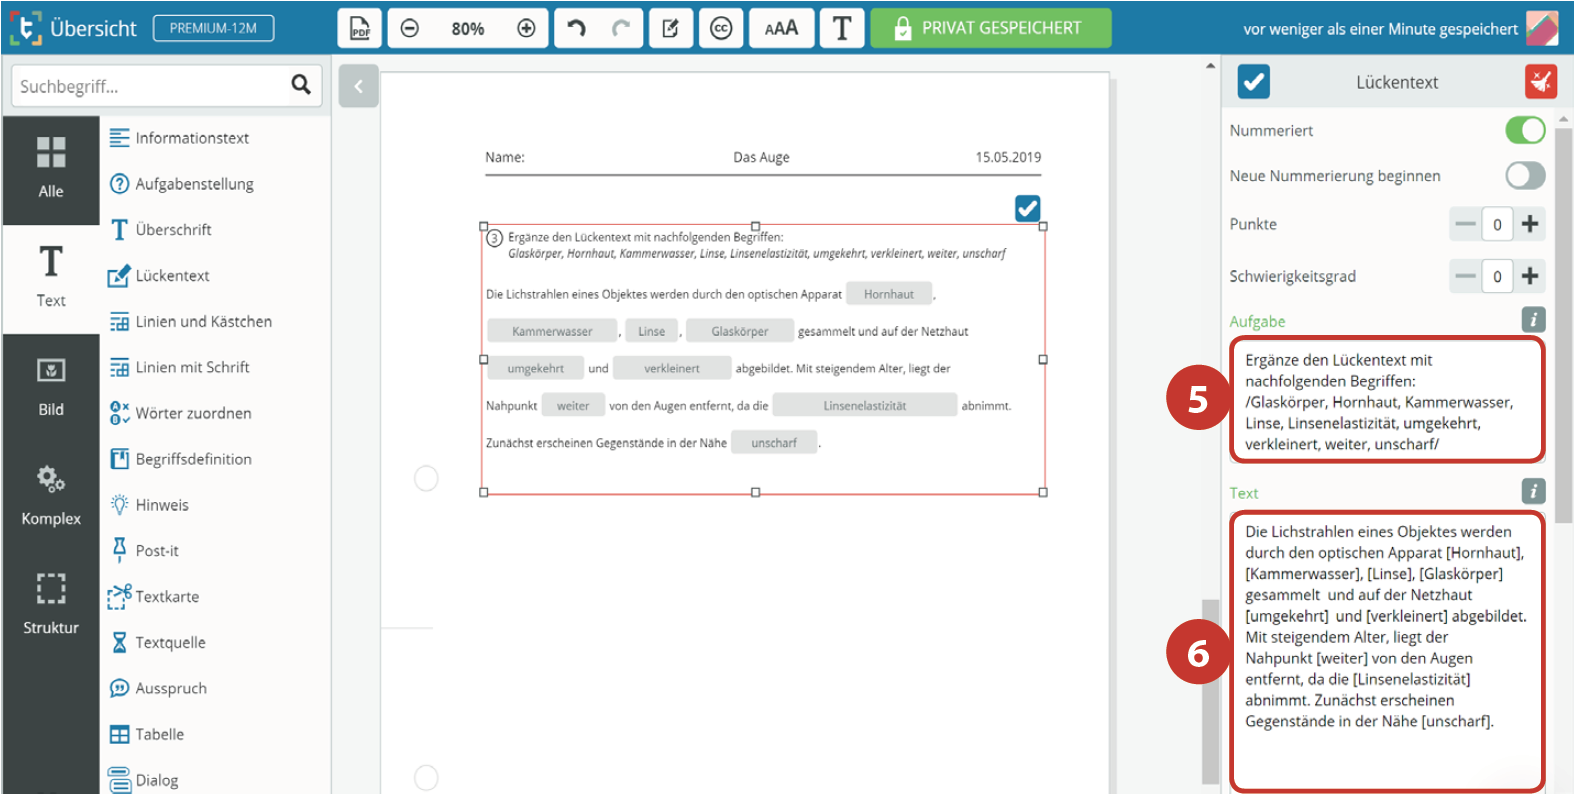 Übersicht
PREMIUM-12M
PDF
80%
cc
AAA
T
PRIVAT GESPEICHERT
vor weniger als einer Minute gespeichert
Suchbegriff...
Alle
Text
Bild
Komplex
Struktur
Informationstext
Aufgabenstellung
Überschrift
Lückentext
Linien und Kästchen
Linien mit Schrift
Wörter zuordnen
Begriffsdefinition
Hinweis
Post-it
Textkarte
Textquelle
Ausspruch
Tabelle
Dialog
Name: Das Auge 15.05.2019
3 Ergänze den Lückentext mit nachfolgenden Begriffen:
Glaskörper, Hornhaut, Kammerwasser, Linse, Linsenelastizität, umgekehrt, verkleinert, weiter, unscharf
Die Lichstrahlen eines Objektes werden durch den optischen Apparat Hornhaut ,
Kammerwasser , Linse , Glaskörper gesammelt und auf der Netzhaut
umgekehrt und verkleinert abgebildet. Mit steigendem Alter, liegt der
Nahpunkt weiter von den Augen entfernt, da die Linsenelastizität abnimmt.
Zunächst erscheinen Gegenstände in der Nähe unscharf .
Lückentext
Nummeriert
Neue Nummerierung beginnen
Punkte 0
Schwierigkeitsgrad 0
Aufgabe i
5
Ergänze den Lückentext mit
nachfolgenden Begriffen:
/Glaskörper, Hornhaut, Kammerwasser,
Linse, Linsenelastizität, umgekehrt,
verkleinert, weiter, unscharf/
Text i
6
Die Lichstrahlen eines Objektes werden
durch den optischen Apparat [Hornhaut],
[Kammerwasser], [Linse], [Glaskörper]
gesammelt und auf der Netzhaut
[umgekehrt] und [verkleinert] abgebildet.
Mit steigendem Alter, liegt der
Nahpunkt [weiter] von den Augen
entfernt, da die [Linsenelastizität]
abnimmt. Zunächst erscheinen
Gegenstände in der Nähe [unscharf].